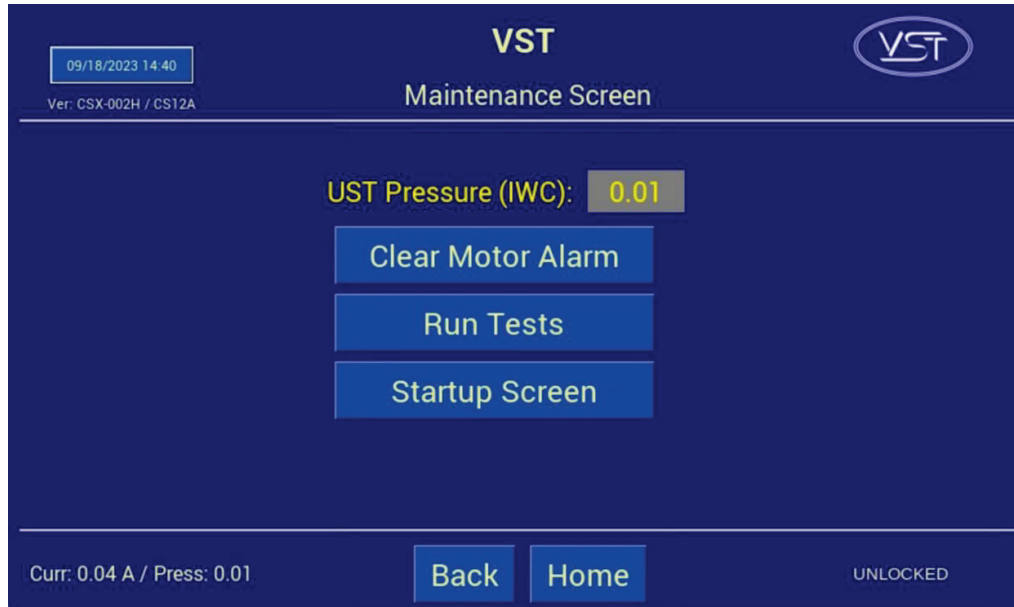 VST
VST
09/18/2023 14:40
Maintenance Screen
Ver: CSX-002H / CS12A
UST Pressure (IWC): 0.01
Clear Motor Alarm
Run Tests
Startup Screen
Curr: 0.04 A / Press: 0.01
Back
Home
UNLOCKED